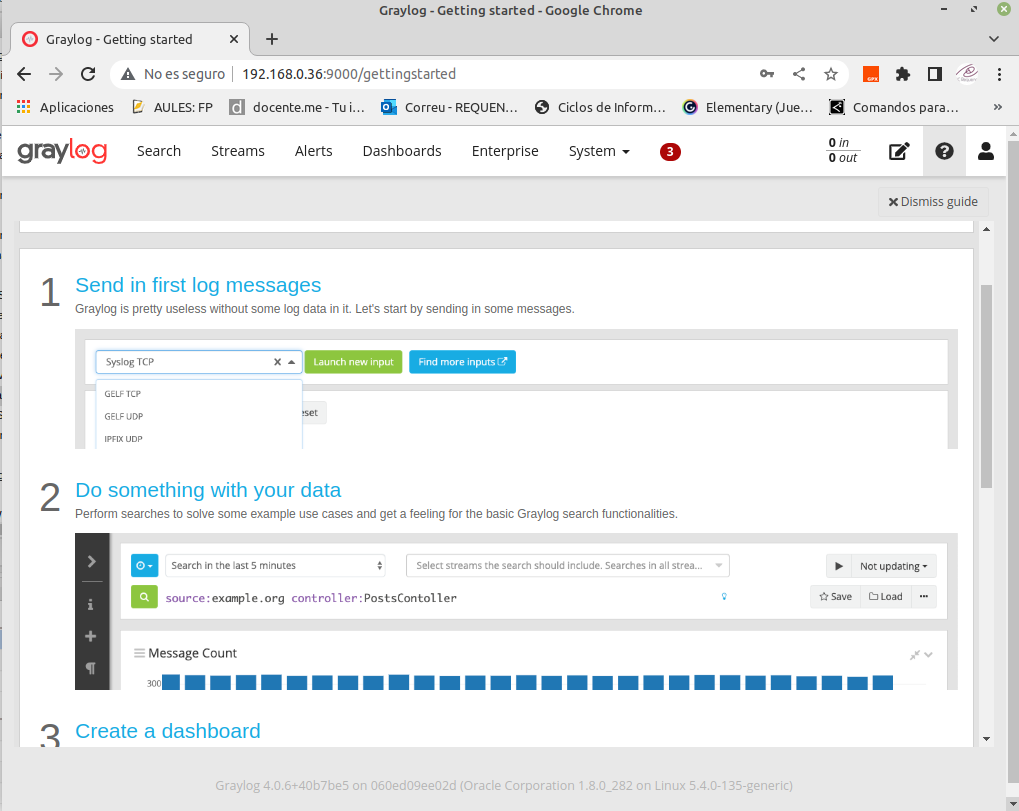 Graylog - Getting started - Google Chrome
Graylog - Getting started
No es seguro 192.168.0.36:9000/gettingstarted
Aplicaciones AULES: FP docente.me - Tu i... Correu - REQUEN... Ciclos de Inform... Elementary (Jue... Comandos para... »
graylog Search Streams Alerts Dashboards Enterprise System 3 0 in
0 out
Dismiss guide
1 Send in first log messages
Graylog is pretty useless without some log data in it. Let's start by sending in some messages.
Syslog TCP Launch new input Find more inputs
GELF TCP
GELF UDP eset
IPFIX UDP
2 Do something with your data
Perform searches to solve some example use cases and get a feeling for the basic Graylog search functionalities.
Search in the last 5 minutes Select streams the search should include. Searches in all strea... Not updating
source:example.org controller:PostsContoller Save Load
Message Count
300
3 Create a dashboard
Graylog 4.0.6+40b7be5 on 060ed09ee02d (Oracle Corporation 1.8.0_282 on Linux 5.4.0-135-generic)